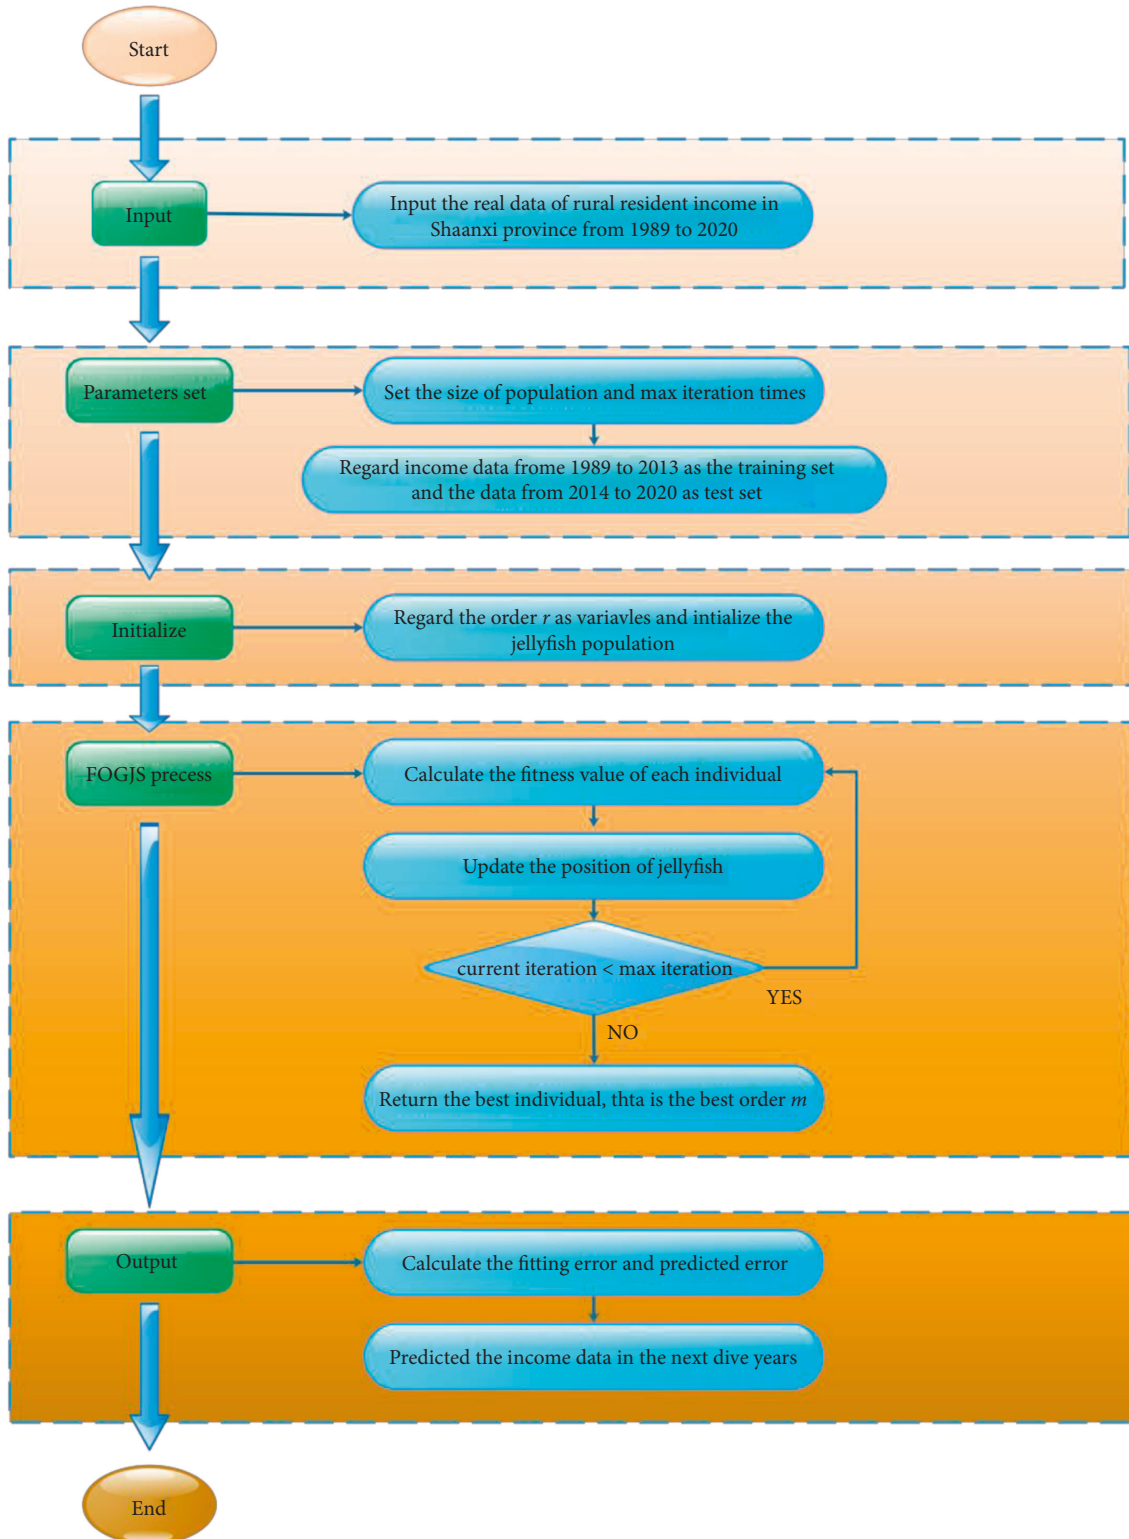 Start
Input
Input the real data of rural resident income in
Shaanxi province from 1989 to 2020
Parameters set
Set the size of population and max iteration times
Regard income data frome 1989 to 2013 as the training set
and the data from 2014 to 2020 as test set
Initialize
Regard the order r as variavles and intialize the
jellyfish population
FOGJS precess
Calculate the fitness value of each individual
Update the position of jellyfish
current iteration < max iteration
YES
NO
Return the best individual, thta is the best order m
Output
Calculate the fitting error and predicted error
Predicted the income data in the next dive years
End